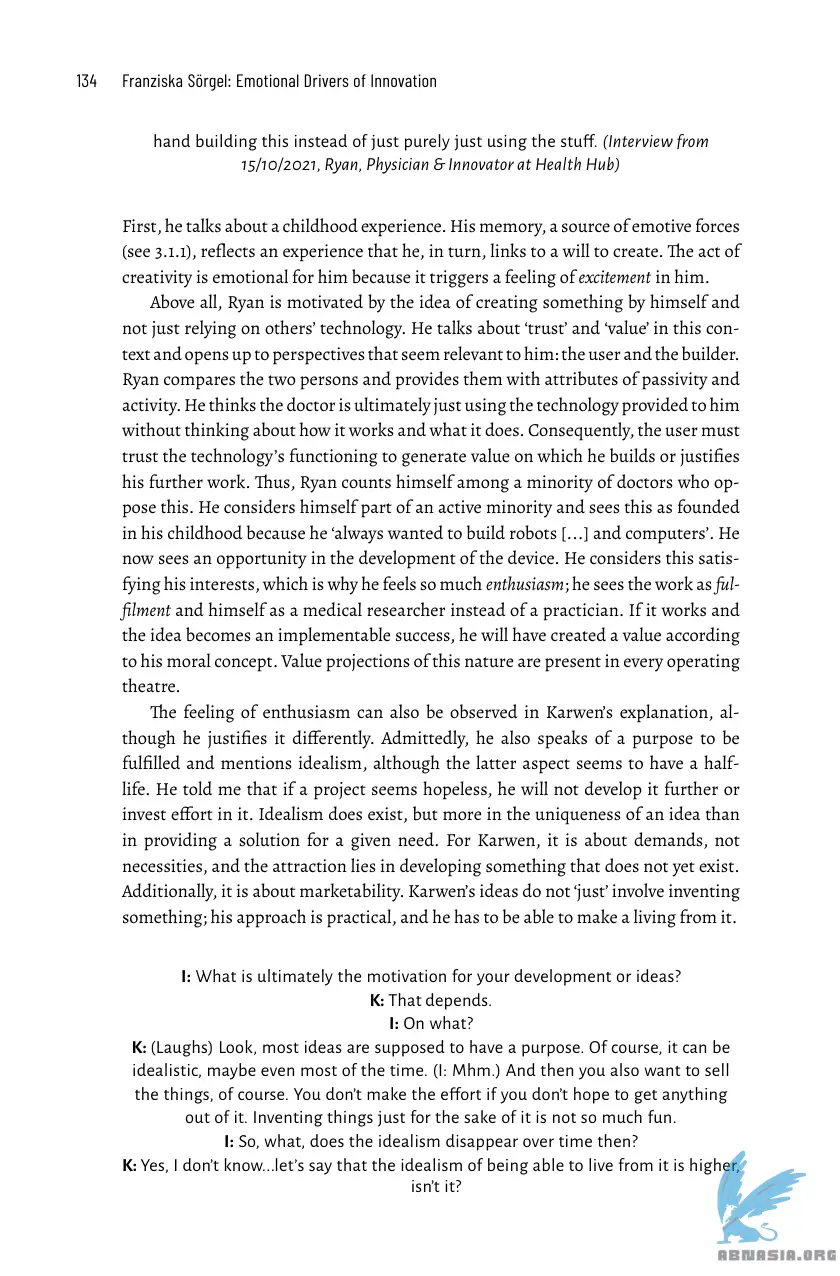 134 Franziska Sörgel: Emotional Drivers of Innovation
hand building this instead of just purely just using the stuff. (Interview from
15/10/2021, Ryan, Physician & Innovator at Health Hub)
First, he talks about a childhood experience. His memory, a source of emotive forces
(see 3.1.1), reflects an experience that he, in turn, links to a will to create. The act of
creativity is emotional for him because it triggers a feeling of excitement in him.
Above all, Ryan is motivated by the idea of creating something by himself and
not just relying on others’ technology. He talks about ‘trust’ and ‘value’ in this con-
text and opens up to perspectives that seem relevant to him: the user and the builder.
Ryan compares the two persons and provides them with attributes of passivity and
activity. He thinks the doctor is ultimately just using the technology provided to him
without thinking about how it works and what it does. Consequently, the user must
trust the technology’s functioning to generate value on which he builds or justifies
his further work. Thus, Ryan counts himself among a minority of doctors who op-
pose this. He considers himself part of an active minority and sees this as founded
in his childhood because he ‘always wanted to build robots [...] and computers’. He
now sees an opportunity in the development of the device. He considers this satis-
fying his interests, which is why he feels so much enthusiasm; he sees the work as ful-
filment and himself as a medical researcher instead of a practician. If it works and
the idea becomes an implementable success, he will have created a value according
to his moral concept. Value projections of this nature are present in every operating
theatre.
The feeling of enthusiasm can also be observed in Karwen’s explanation, al-
though he justifies it differently. Admittedly, he also speaks of a purpose to be
fulfilled and mentions idealism, although the latter aspect seems to have a half-
life. He told me that if a project seems hopeless, he will not develop it further or
invest effort in it. Idealism does exist, but more in the uniqueness of an idea than
in providing a solution for a given need. For Karwen, it is about demands, not
necessities, and the attraction lies in developing something that does not yet exist.
Additionally, it is about marketability. Karwen’s ideas do not ‘just’ involve inventing
something; his approach is practical, and he has to be able to make a living from it.
I: What is ultimately the motivation for your development or ideas?
K: That depends.
I: On what?
K: (Laughs) Look, most ideas are supposed to have a purpose. Of course, it can be
idealistic, maybe even most of the time. (I: Mhm.) And then you also want to sell
the things, of course. You don’t make the effort if you don’t hope to get anything
out of it. Inventing things just for the sake of it is not so much fun.
I: So, what, does the idealism disappear over time then?
K: Yes, I don’t know...let’s say that the idealism of being able to live from it is higher,
isn’t it?
ABNASIA.ORG